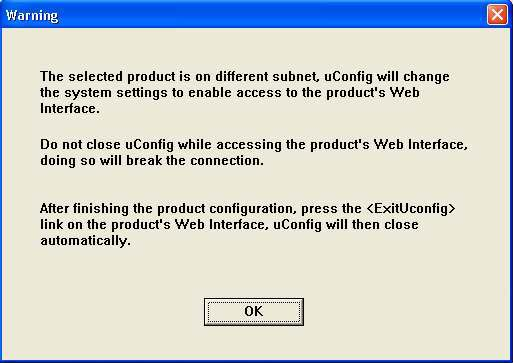 Warning
The selected product is on different subnet, uConfig will change
the system settings to enable access to the product's Web
Interface.
Do not close uConfig while accessing the product's Web Interface,
doing so will break the connection.
After finishing the product configuration, press the <ExitUconfig>
link on the product's Web Interface, uConfig will then close
automatically.
OK